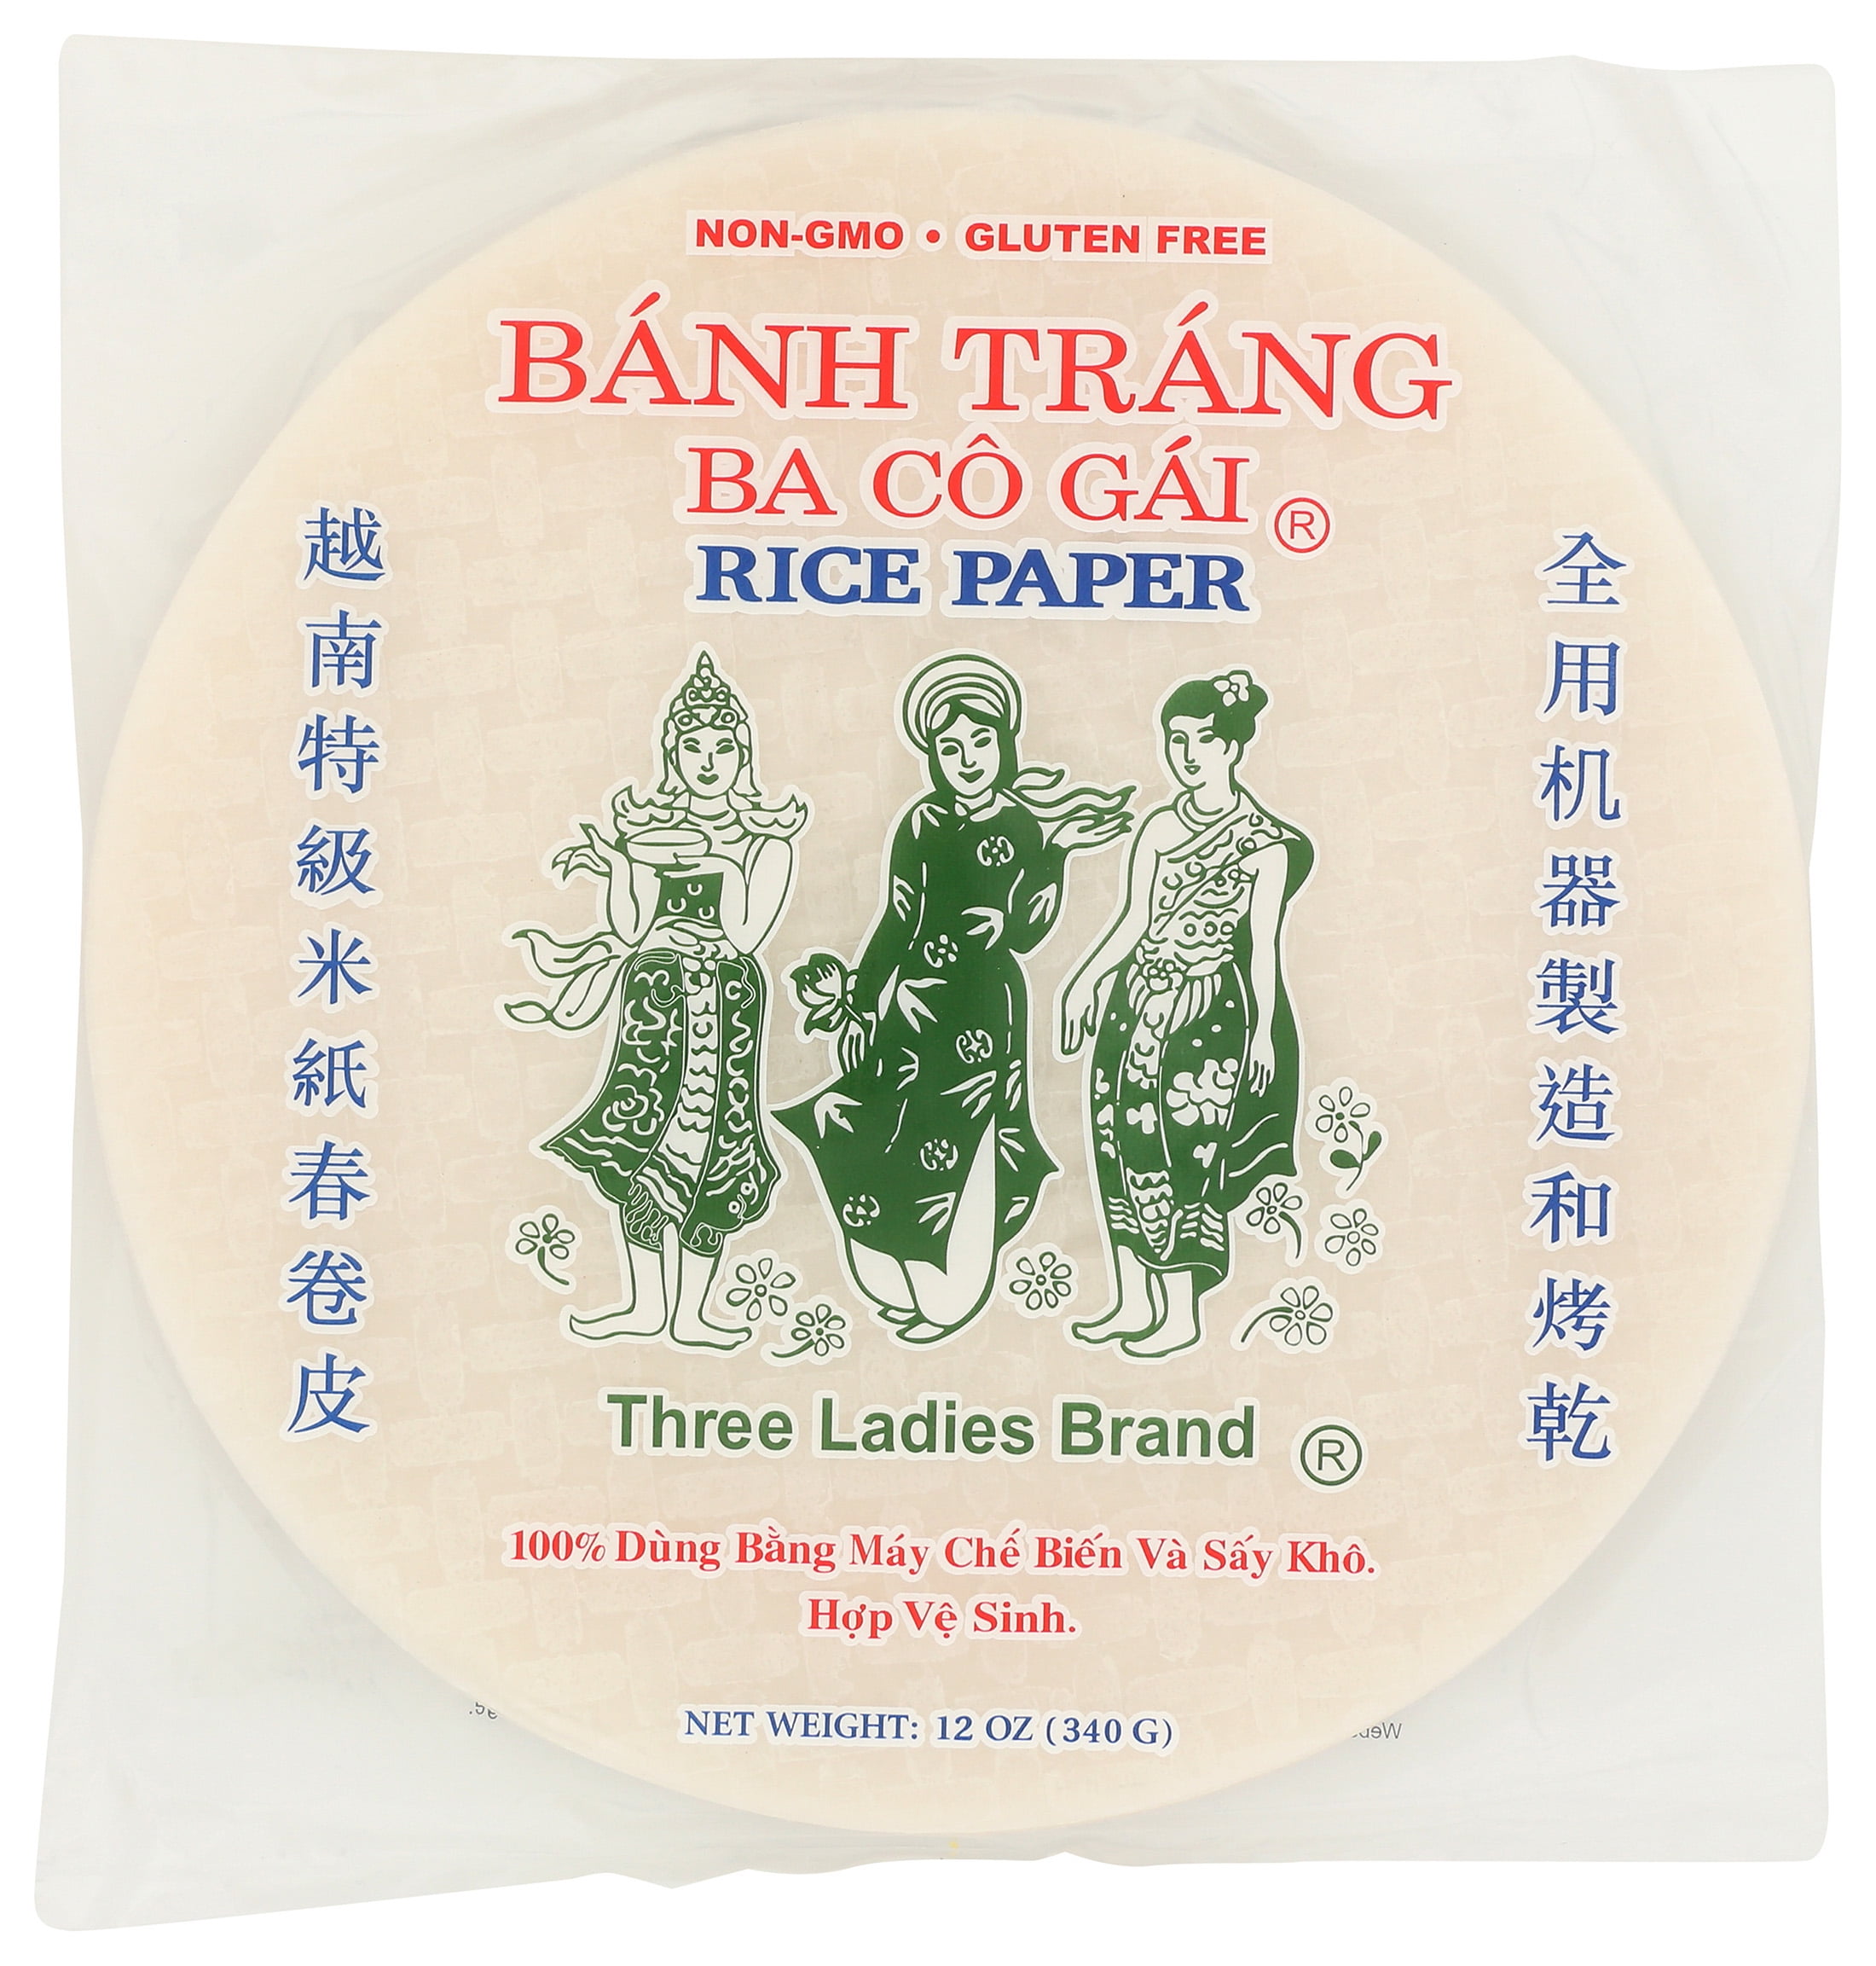 NON-GMO • GLUTEN FREE
BÁNH TRÁNG
BA CÔ GÁI ®
RICE PAPER
越南特級米紙春卷皮
全用机器製造和烤乾
Three Ladies Brand ®
100% Dùng Bằng Máy Chế Biến Và Sấy Khô.
Hợp Vệ Sinh.
NET WEIGHT: 12 OZ (340 G)